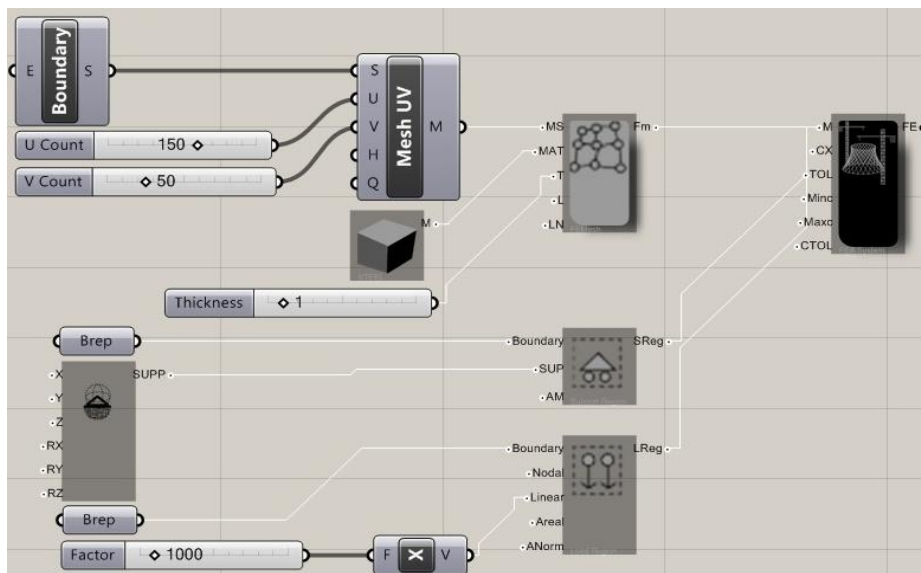 E
Boundary
S
S
U
V
H
Q
Mesh UV
M
U Count
150
V Count
50
M
Thickness
1
MS
MAT
T
L
LN
Fm
M
CX
TOL
Minc
Maxc
CTOL
FE
Brep
X
Y
Z
RX
RY
RZ
SUPP
Boundary
SUP
AM
SReg
Brep
Boundary
Nodal
Linear
Areal
ANorm
LReg
Factor
1000
F
X
V